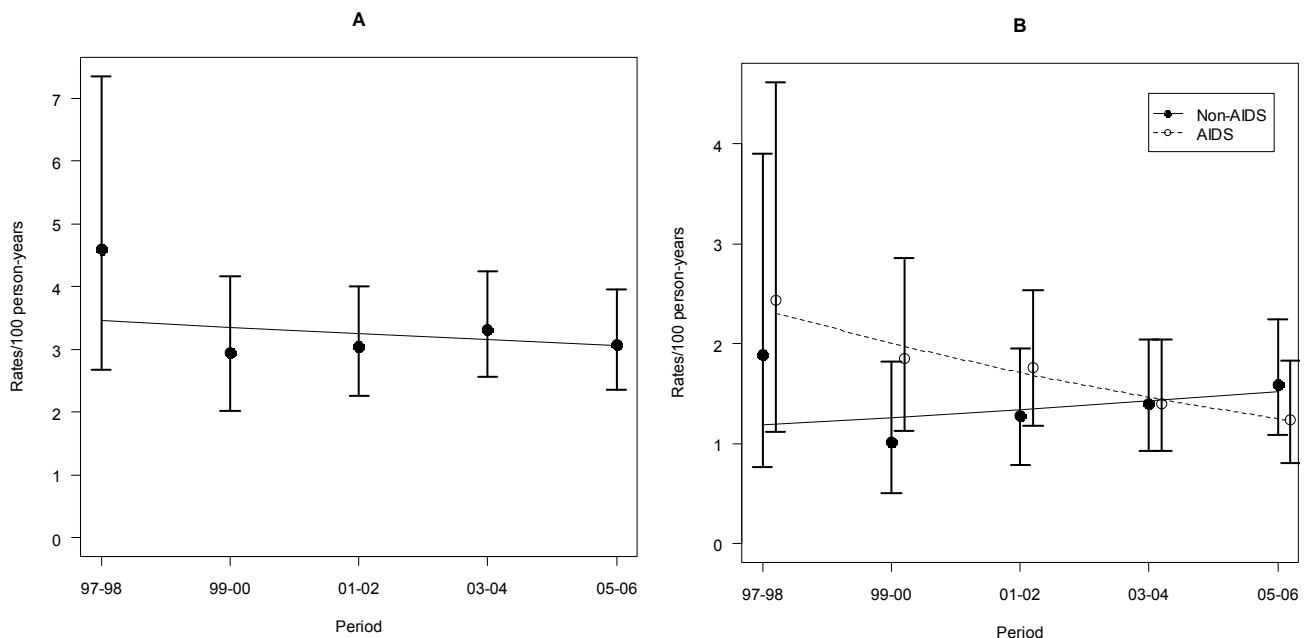 A
Rates/100 person-years
7
6
5
4
3
2
1
0
97-98 99-00 01-02 03-04 05-06
Period
B
Rates/100 person-years
4
3
2
1
0
Non-AIDS
AIDS
97-98 99-00 01-02 03-04 05-06
Period